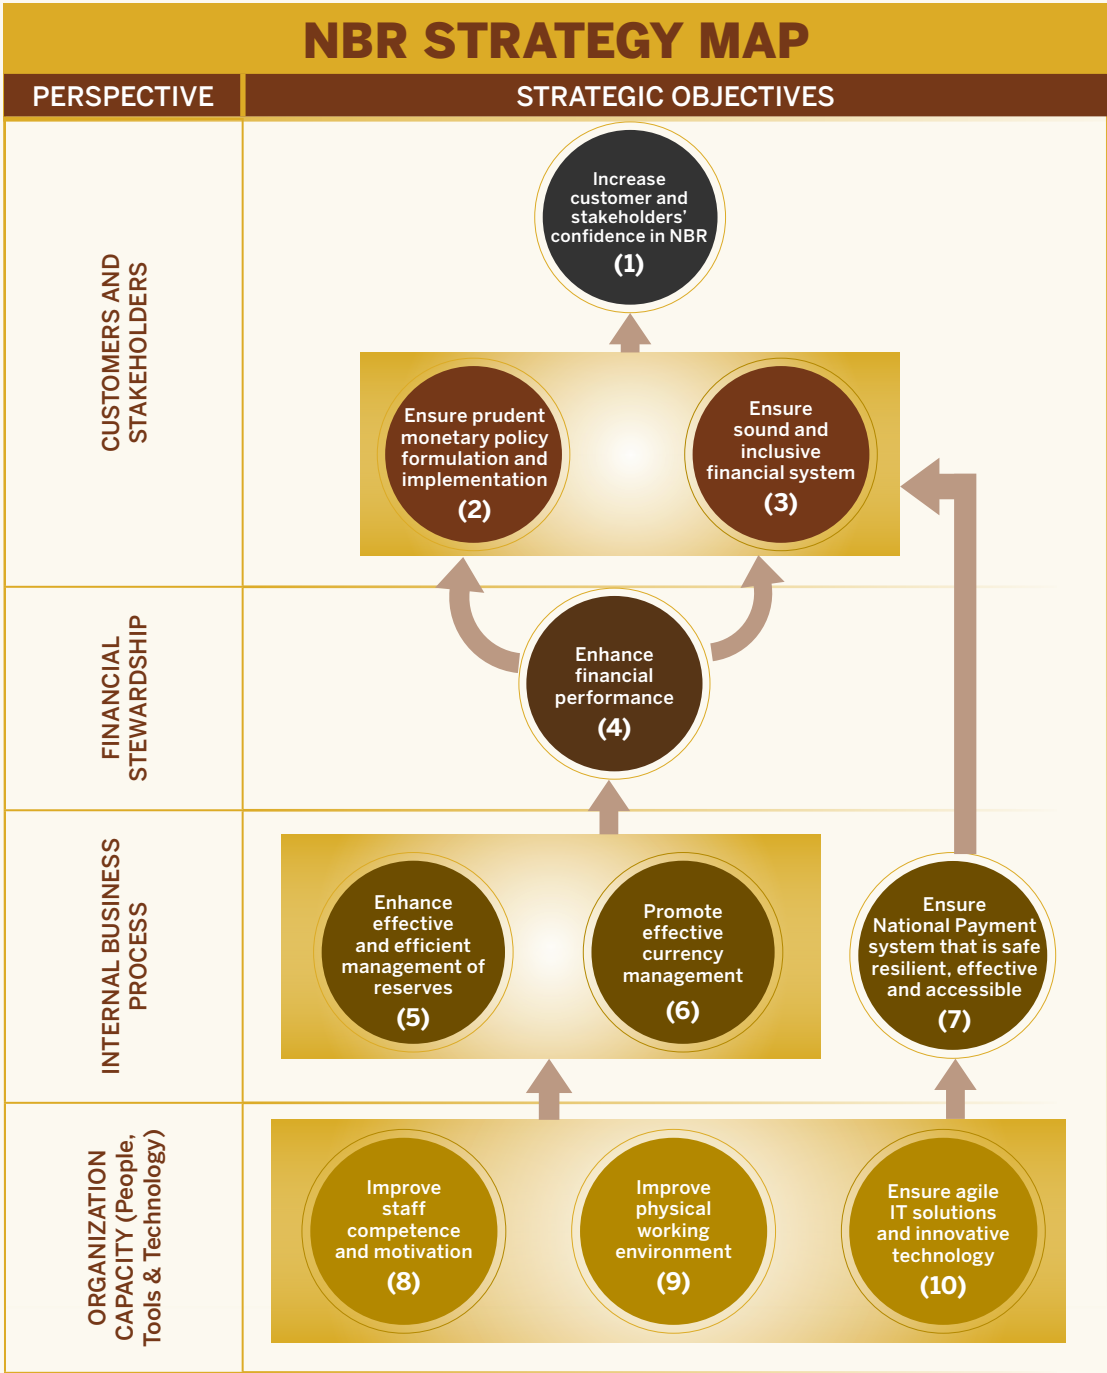 NBR STRATEGY MAP
PERSPECTIVE
STRATEGIC OBJECTIVES
CUSTOMERS AND
STAKEHOLDERS
Increase
customer and
stakeholders'
confidence in NBR
(1)
Ensure prudent
monetary policy
formulation and
implementation
(2)
Ensure
sound and
inclusive
financial system
(3)
FINANCIAL
STEWARDSHIP
Enhance
financial
performance
(4)
INTERNAL BUSINESS
PROCESS
Enhance
effective
and efficient
management of
reserves
(5)
Promote
effective
currency
management
(6)
Ensure
National Payment
system that is safe
resilient, effective
and accessible
(7)
ORGANIZATION
CAPACITY (People,
Tools & Technology)
Improve
staff
competence
and motivation
(8)
Improve
physical
working
environment
(9)
Ensure agile
IT solutions
and innovative
technology
(10)